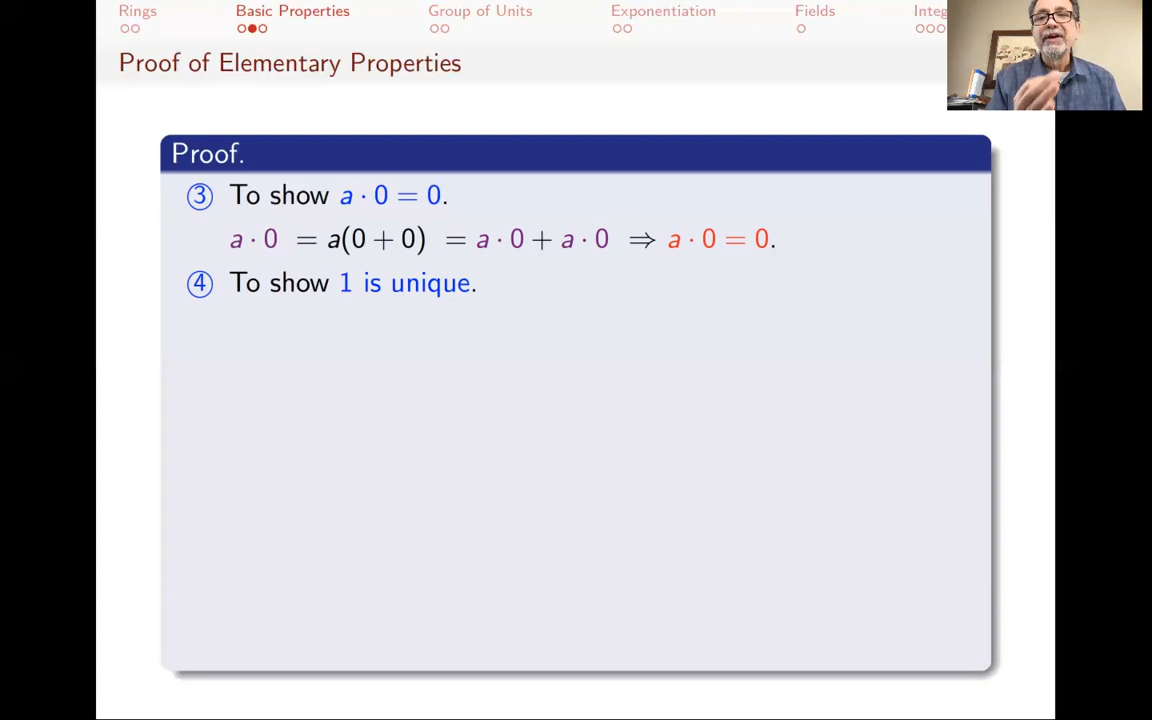 Rings Basic Properties Group of Units Exponentiation Fields Integ
Proof of Elementary Properties
Proof.
③ To show a · 0 = 0.
a · 0 = a(0 + 0) = a · 0 + a · 0 ⇒ a · 0 = 0.
④ To show 1 is unique.